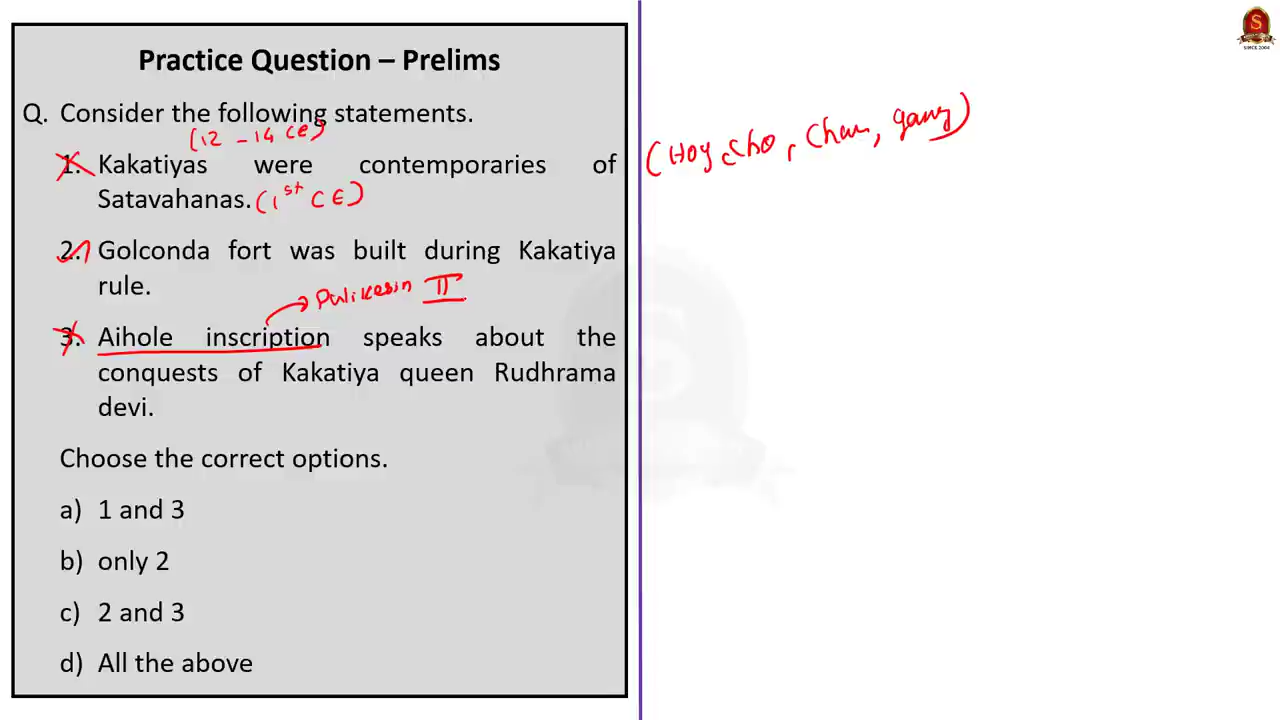 Practice Question – Prelims
Q. Consider the following statements.
(12 - 14 CE)
1. Kakatiyas were contemporaries of
Satavahanas. (1st CE)
2. Golconda fort was built during Kakatiya
rule.
Pulikesin II
3. Aihole inscription speaks about the
conquests of Kakatiya queen Rudhrama
devi.
Choose the correct options.
a) 1 and 3
b) only 2
c) 2 and 3
d) All the above
(Hoy, Cho, Chau, gang)
S
SINCE 2004